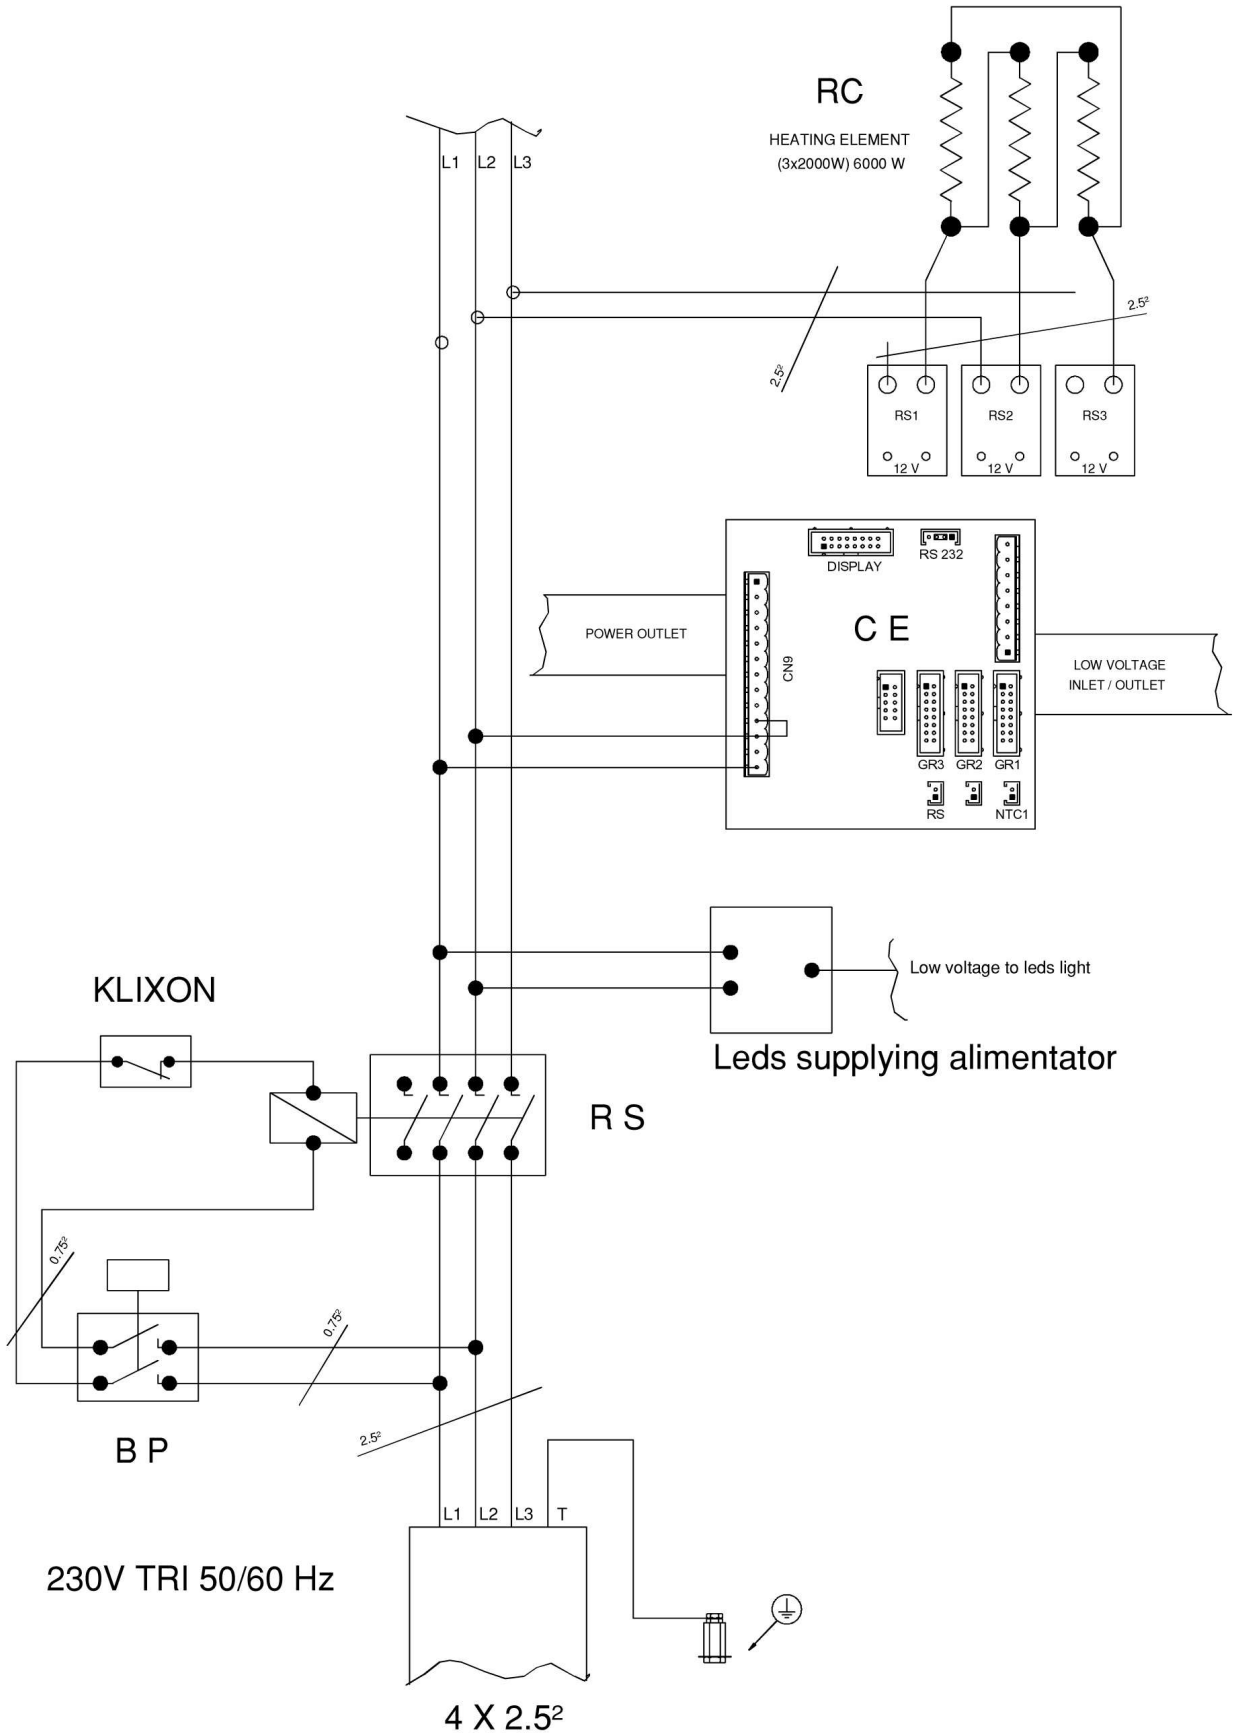 RC
HEATING ELEMENT
(3x2000W) 6000 W
L1 L2 L3
2.5²
2.5²
RS1 RS2 RS3
12 V 12 V 12 V
DISPLAY
RS 232
C E
POWER OUTLET
CN9
LOW VOLTAGE
INLET / OUTLET
GR3 GR2 GR1
RS NTC1
Low voltage to leds light
KLIXON
Leds supplying alimentator
R S
0.75²
0.75²
2.5²
B P
L1 L2 L3 T
230V TRI 50/60 Hz
4 X 2.5²